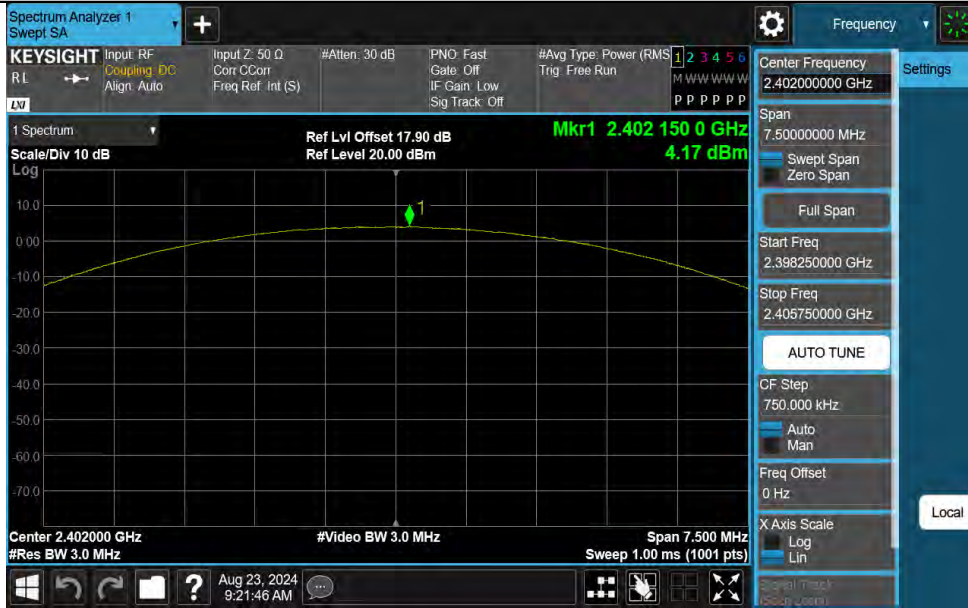 Spectrum Analyzer 1
Swept SA
+
Frequency
KEYSIGHT
Input: RF
Input Z: 50 Ω
#Atten: 30 dB
PNO: Fast
#Avg Type: Power (RMS
1 2 3 4 5 6
RL
Coupling: DC
Corr CCorr
Gate: Off
Trig: Free Run
Align: Auto
Freq Ref: Int (S)
IF Gain: Low
M W W W W W
LXI
Sig Track: Off
P P P P P P
1 Spectrum
Ref Lvl Offset 17.90 dB
Mkr1 2.402 150 0 GHz
Scale/Div 10 dB
Ref Level 20.00 dBm
4.17 dBm
Log
10.0
0.00
-10.0
-20.0
-30.0
-40.0
-50.0
-60.0
-70.0
1
Center 2.402000 GHz
#Video BW 3.0 MHz
Span 7.500 MHz
#Res BW 3.0 MHz
Sweep 1.00 ms (1001 pts)
Aug 23, 2024
9:21:46 AM
?
Center Frequency
2.402000000 GHz
Settings
Span
7.50000000 MHz
Swept Span
Zero Span
Full Span
Start Freq
2.398250000 GHz
Stop Freq
2.405750000 GHz
AUTO TUNE
CF Step
750.000 kHz
Auto
Man
Freq Offset
0 Hz
Local
X Axis Scale
Log
Lin
Signal Track
(Span Zoom)